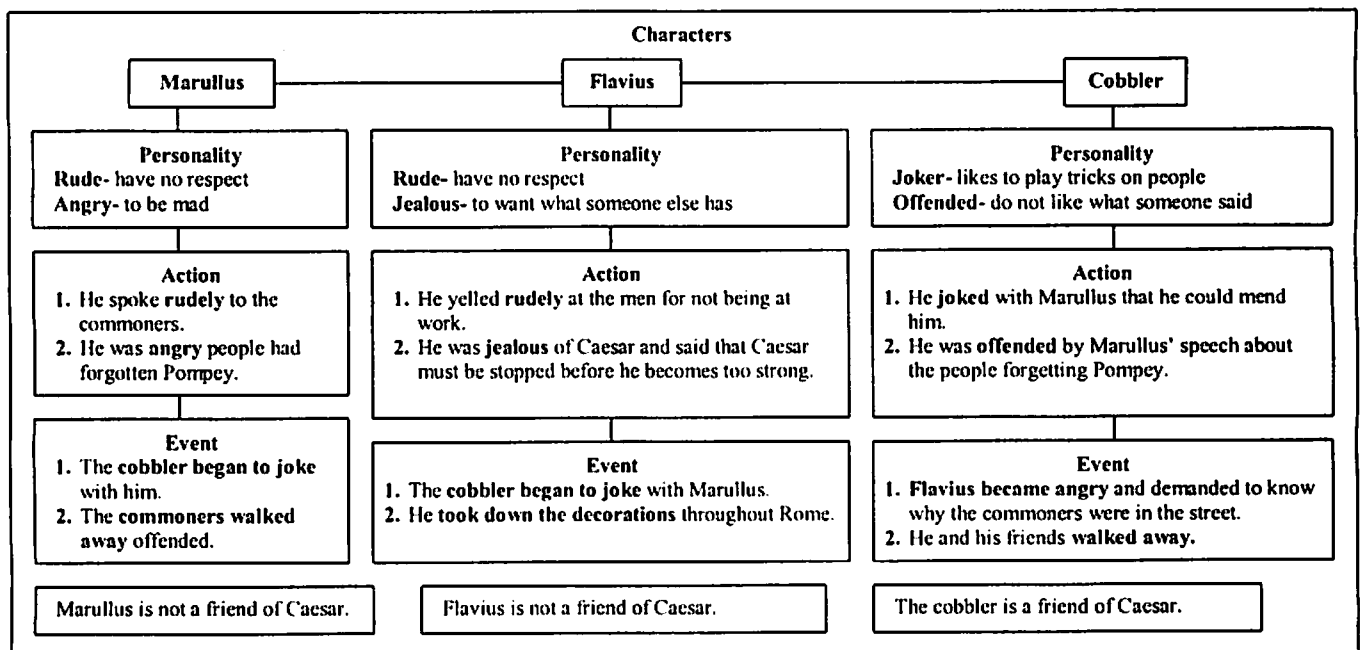 Characters
Marullus
Flavius
Cobbler
Personality
Rude- have no respect
Angry- to be mad
Personality
Rude- have no respect
Jealous- to want what someone else has
Personality
Joker- likes to play tricks on people
Offended- do not like what someone said
Action
1. He spoke rudely to the
commoners.
2. He was angry people had
forgotten Pompey.
Action
1. He yelled rudely at the men for not being at
work.
2. He was jealous of Caesar and said that Caesar
must be stopped before he becomes too strong.
Action
1. He joked with Marullus that he could mend
him.
2. He was offended by Marullus' speech about
the people forgetting Pompey.
Event
1. The cobbler began to joke
with him.
2. The commoners walked
away offended.
Event
1. The cobbler began to joke with Marullus.
2. He took down the decorations throughout Rome.
Event
1. Flavius became angry and demanded to know
why the commoners were in the street.
2. He and his friends walked away.
Marullus is not a friend of Caesar.
Flavius is not a friend of Caesar.
The cobbler is a friend of Caesar.